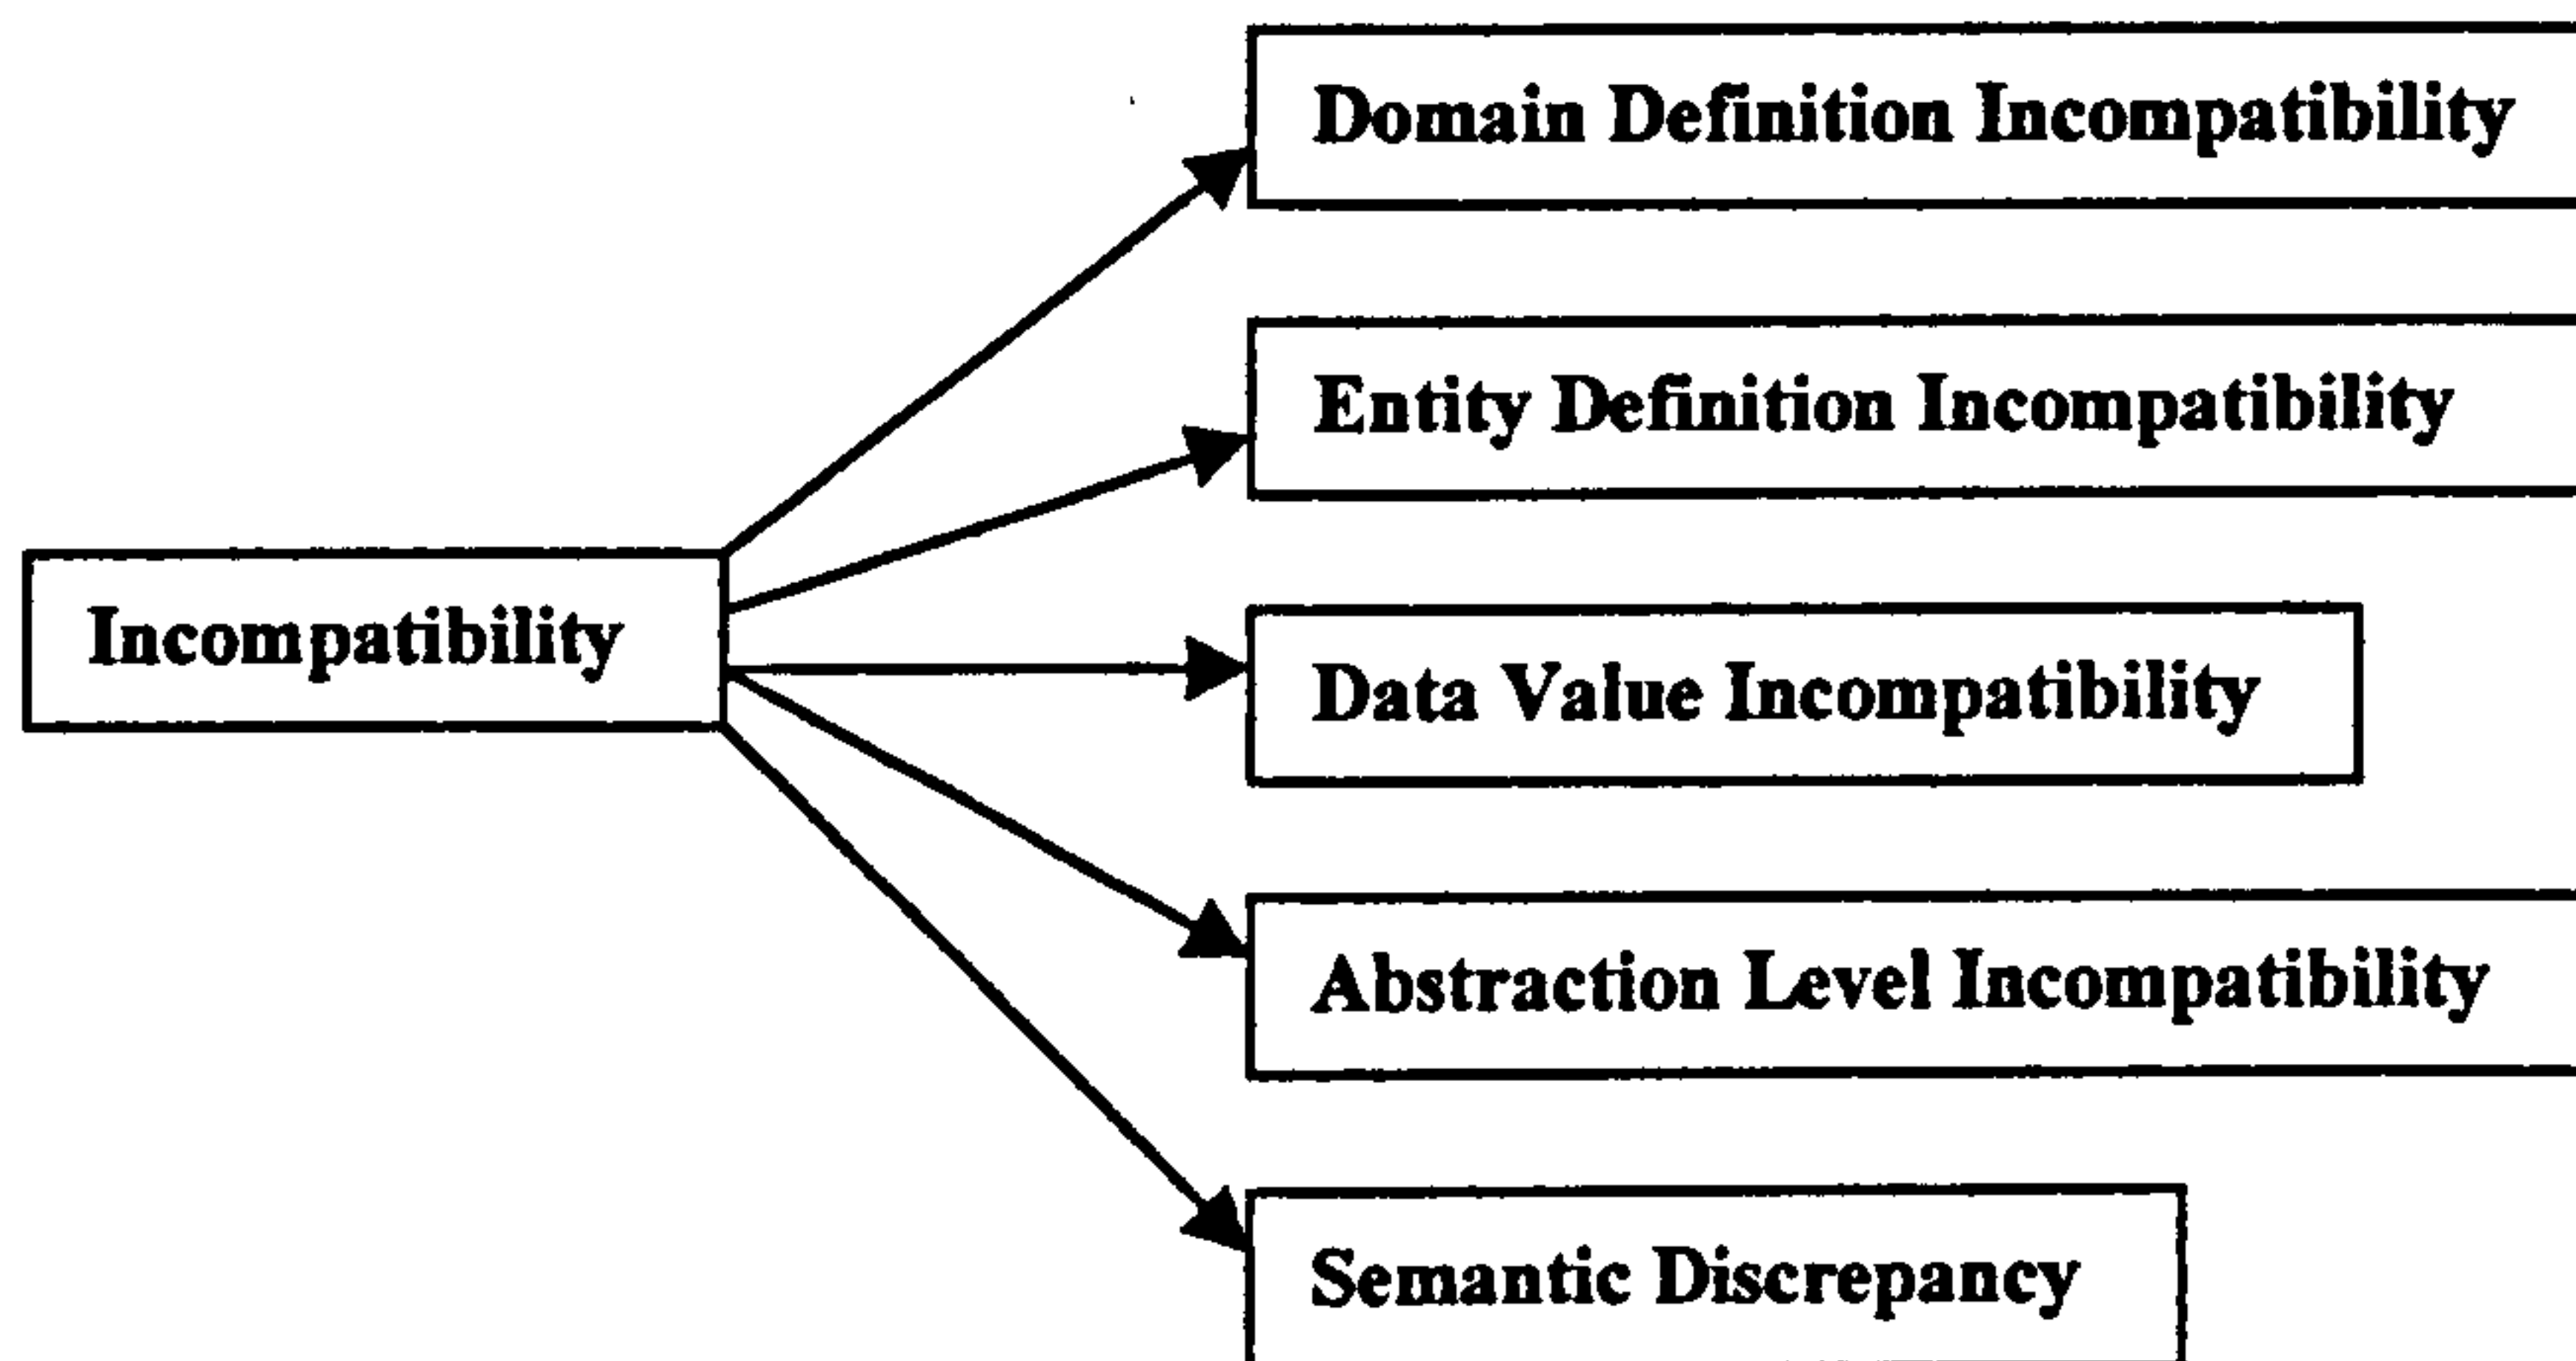 Domain Definition Incompatibility
Entity Definition Incompatibility
Incompatibility
Data Value Incompatibility
Abstraction Level Incompatibility
Semantic Discrepancy